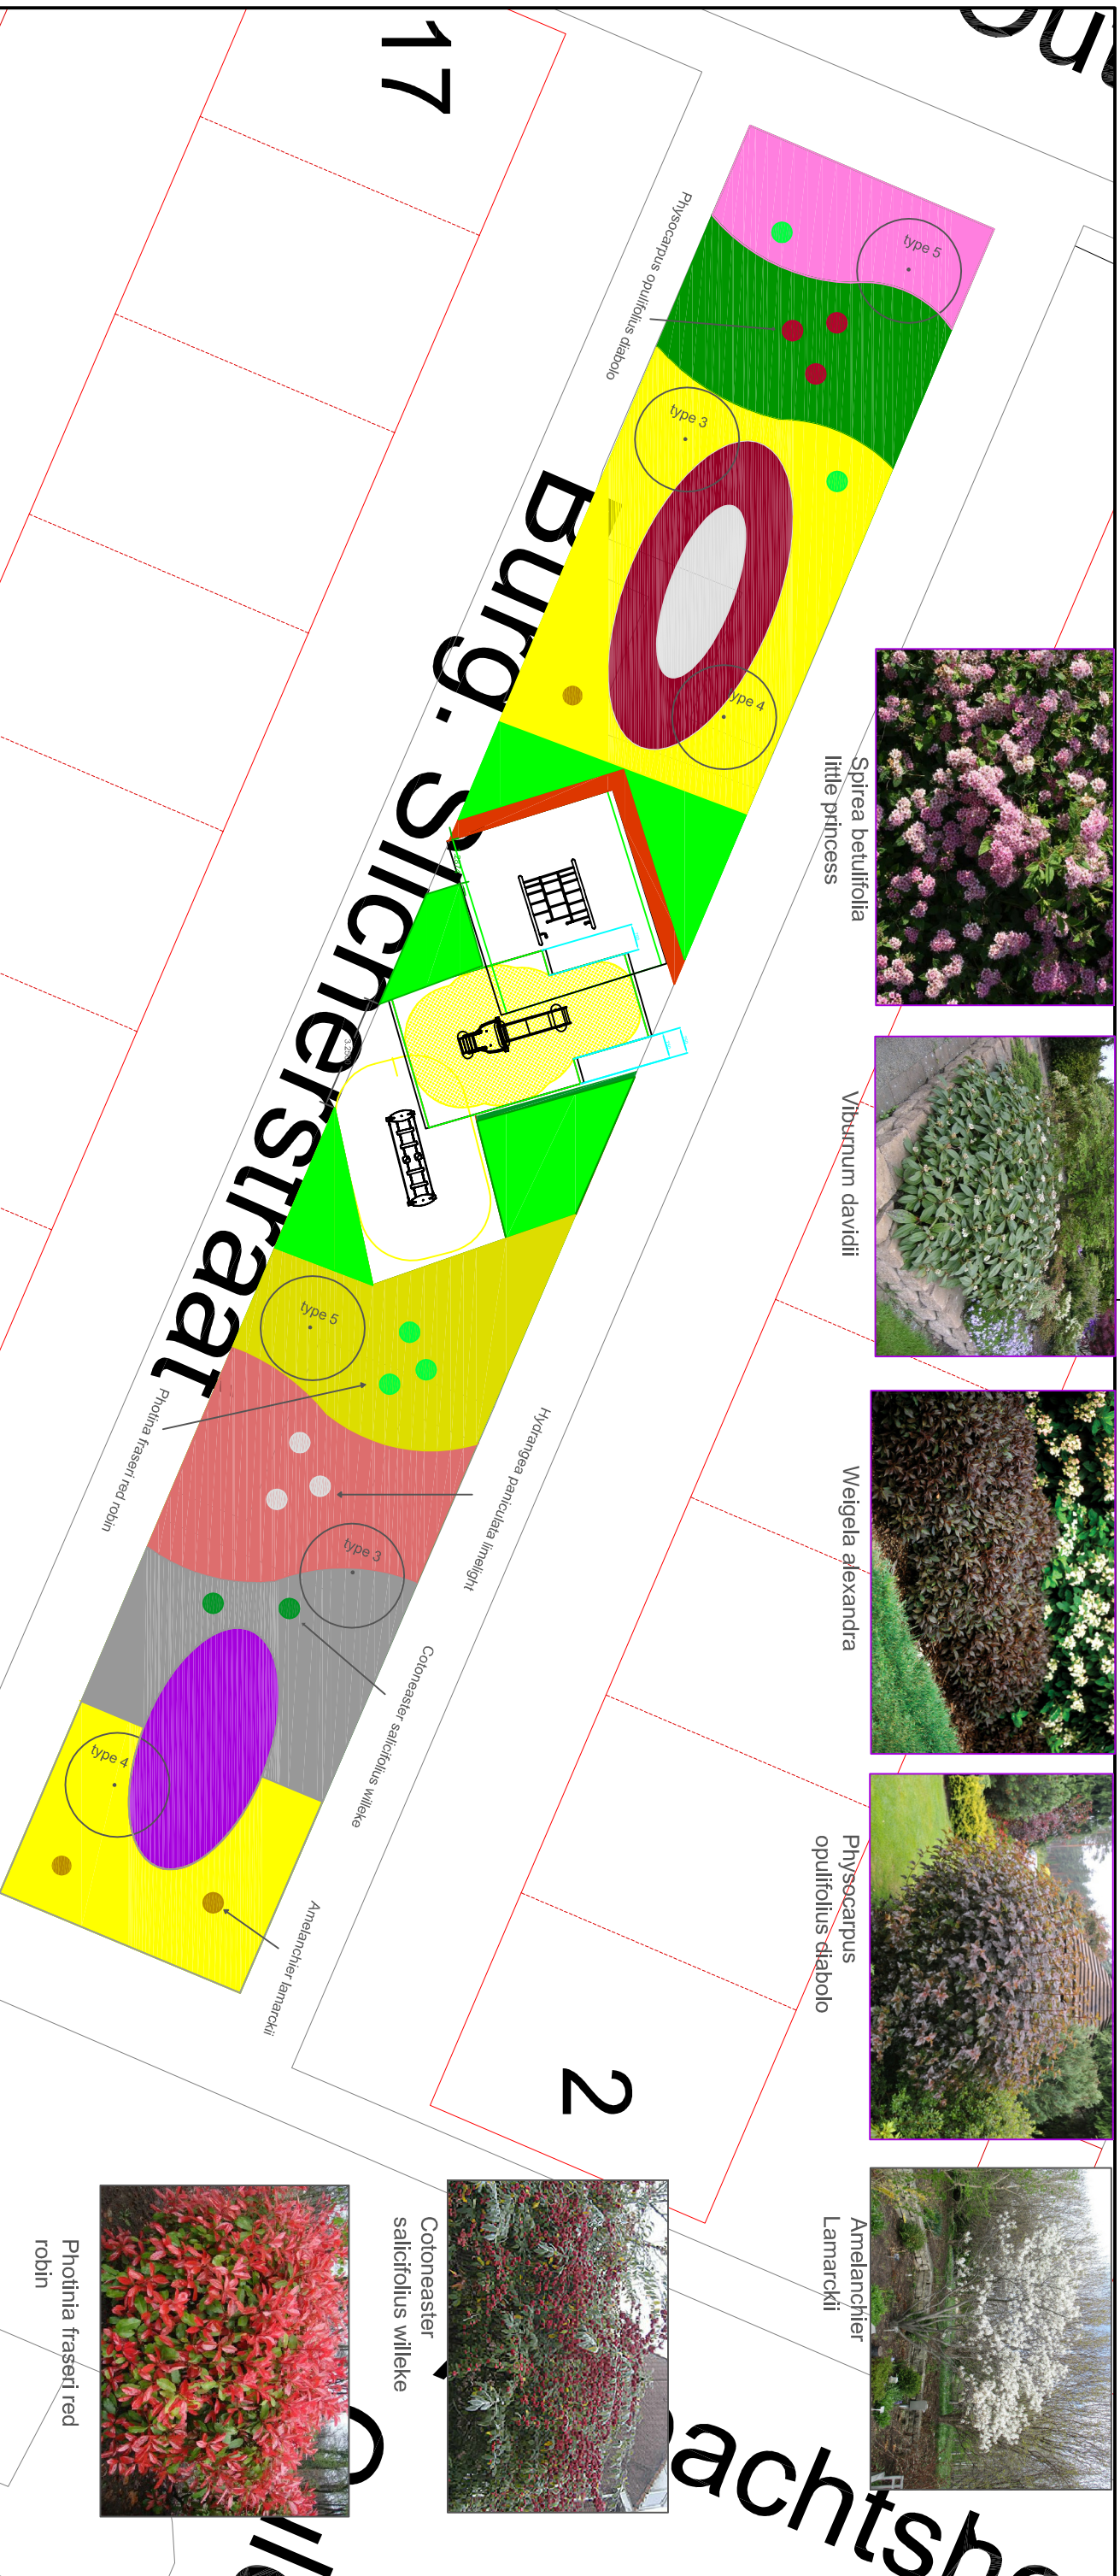 17
Burg. Slicherstraat
2
type 5
type 3
type 4
type 5
type 3
type 4
Physocarpus opulifolius diabolo
Photina fraseri red robin
Hydrangea paniculata limelight
Cotoneaster salicifolius willeke
Amelanchier lamarckii
Spirea betulifolia
little princess
Viburnum davidii
Weigela alexandra
Physocarpus
opulifolius diabolo
Amelanchier
Lamarckii
Cotoneaster
salicifolius willeke
Photinia fraseri red
robin